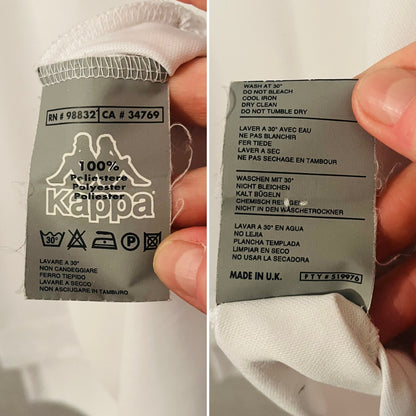 RN # 98832 CA # 34769
100%
Poliestere
Polyester
Poliester
Kappa
30°
P
LAVARE A 30°
NON CANDEGGIARE
FERRO TIEPIDO
LAVARE A SECCO
NON ASCIUGARE IN TAMBURO
WASH AT 30°
DO NOT BLEACH
COOL IRON
DRY CLEAN
DO NOT TUMBLE DRY
LAVER A 30° AVEC EAU
NE PAS BLANCHIR
FER TIEDE
LAVER A SEC
NE PAS SECHAGE EN TAMBOUR
WASCHEN MIT 30°
NICHT BLEICHEN
KALT BÜGELN
CHEMISCH
NICHT IN DEN WASCHETROCKNER
LAVAR A 30° EN AGUA
NO LEJIA
PLANCHA TEMPLADA
LIMPIAR EN SECO
NO USAR LA SECADORA
MADE IN U.K. PTY # 519976